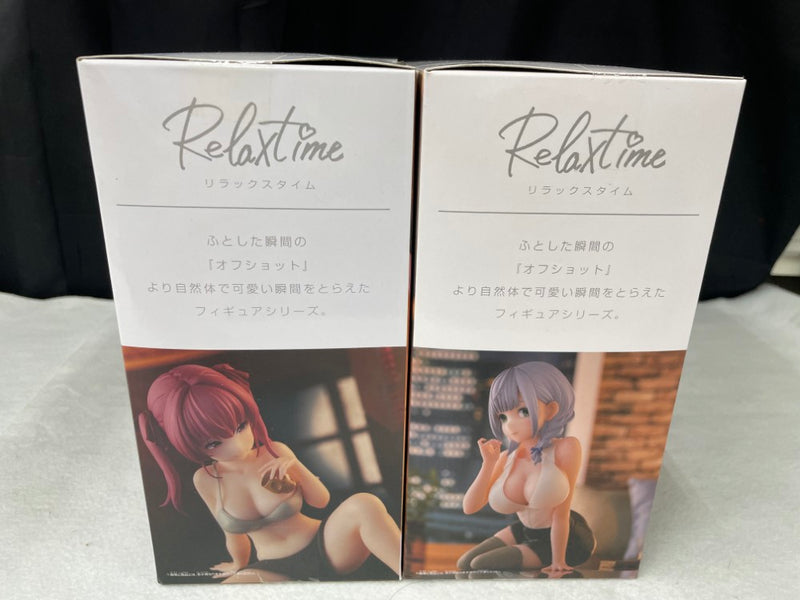 Relaxtime
リラックスタイム
ふとした瞬間の
『オフショット』
より自然体で可愛い瞬間をとらえた
フィギュアシリーズ。
Relaxtime
リラックスタイム
ふとした瞬間の
『オフショット』
より自然体で可愛い瞬間をとらえた
フィギュアシリーズ。